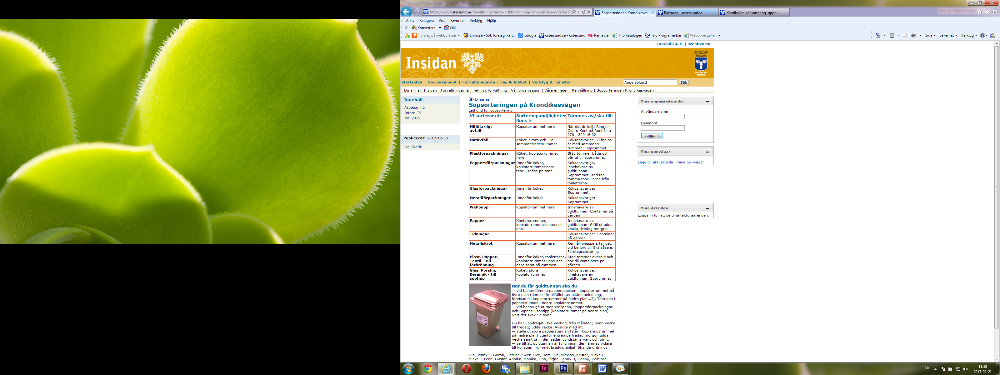 http://www.ostersund.se/forvaltningarna/tekniskforvaltning/varorganisation/varaenh
Sopsorteringen Krondikesvä...
Fakturan - ostersund.se
Kemikalier, källsortering, upph...
Arkiv Redigera Visa Favoriter Verktyg Hjälp
Konvertera Välj
Förslag på webbplatser Eniro.se - Sök företag, kart... Google ostersund.se - ostersund Ramavtal Trio Katalogen Trio Programerbar WebSlice-galleri Sida Säkerhet Verktyg
Innehåll A-Ö | Webbkarta
Insidan
ÖSTERSUNDS
KOMMUN
Startsidan | Styrdokument | Förvaltningarna | Jag & Jobbet | Verktyg & Tjänster Ange sökord Sök
Du är här: Insidan | Förvaltningarna | Teknisk förvaltning | Vår organisation | Våra enheter | Renhållning | Sopsorteringen Krondikesvägen
Innehåll
Arbetsmiljö
Intern-TV
Mål 2012
Publicerat: 2012-12-03
Ola Skarin
Lyssna
Sopsorteringen på Krondikesvägen
Lathund för sopsortering
Vi sorterar ut:
Sorteringsmöjligheter
finns i:
Tömmes av/ska till:
Miljöfarligt
avfall
Kopiatorrummet nere
När det är fullt: Ring till
Olof o Kent på Renhålln:
070 - 329 16 02
Matavfall
Köket, Stora och lilla
sammanträdesrummet
Köksansvarige, Vi hjälps
åt med sammantr
rummen: Soprummet
Plastförpackningar
Köket, kopiatorrummet
nere
Städ tömmer båda och
bär ut till soprummet
Pappersförpackningar
Innanför köket,
kopiatorrummet nere,
toarullspåse på toan
Köksansvarige,
innehavare av
guldtunnan:
Soprummet.Städ tar
tomma toarullarna från
toaletterna
Glasförpackningar
Innanför köket
Köksansvarige:
Soprummet
Metallförpackningar
Innanför köket
Köksansvarige:
Soprummet
Wellpapp
Kopiatorrummet nere
Innehavare av
guldtunnan: Container på
gården
Papper
Kontorsrummen,
kopiatorrummet uppe och
nere
Innehavare av
guldtunnan: Ställ ut udda
vecka; fredag morgon
Tidningar
Köksansvarige: Container
på gården
Metallskrot
Kopiatorrummet nere
Renhållningspers tar det,
vid behov, till Gräfsåsens
Företagssortering
Plast, Papper,
Textil - till
förbränning
Innanför köket, toaletterna,
kopiatorrummet uppe och
nere samt på rummen
Städ tömmer överallt och
bär till containern på
gården
Glas, Porslin,
Keramik - till
soptipp
Köket, stora
kopiatorrummet
Köksansvarige,
innehavare av
guldtunnan: Soprummet
Sortera
När du får guldtunnan ska du
— vid behov tömma pappersbacken i kopiatorrummet på
övre plan (den är för tillfället, av okänd anledning,
förvisad till kopiatorrummet på nedre plan...?). Töm den i
papperstunnan i nedre kopiatorrummet.
— vid behov gå ut med Wellpapp, Pappersförpackningar
och Sopor till soptipp (kopiatorrummet på nedre plan).
Vart det ska? Se ovan
Du har uppdraget i två veckor; från måndag; jämn vecka
till fredag; udda vecka. Avsluta med att
— ställa ut stora papperstunnan (står i kopieringsrummet
på nedre plan) utanför entrén på fredag morgon udda
vecka samt ta in den sedan Lundstams varit och tömt.
— se till att guldtunnan är fylld innan den lämnas vidare
till kollegan i rummet bredvid enligt följande ordning:
Ola, Jenny F, Göran, Catrine, Sven-Ove, Bert-Ove, Nicklas, Krister, Micke L,
Micke J, Lena, Gustaf, Annika, Monika, Lina, Örjan, Jenny H, Conny, Kolbjörn,
Mina anpassade sidor
Användarnamn:
Lösenord:
Logga in
Mina genvägar
Lägg till aktuell sida i mina Genvägar
Mina Ärenden
Logga in för att se dina fakturaärenden.
Id
Ps
W
SV
11:38
2013-02-21